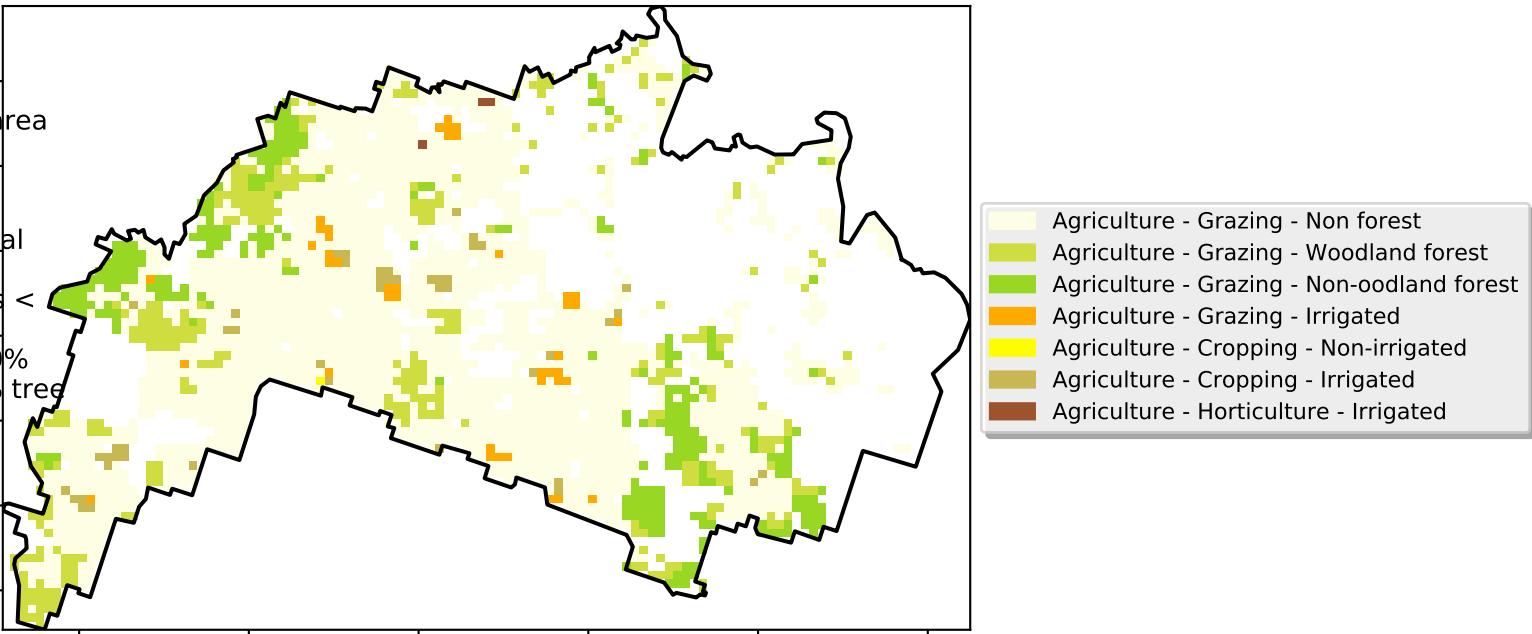 area
al
s <
0%
s tree
Agriculture - Grazing - Non forest
Agriculture - Grazing - Woodland forest
Agriculture - Grazing - Non-oodland forest
Agriculture - Grazing - Irrigated
Agriculture - Cropping - Non-irrigated
Agriculture - Cropping - Irrigated
Agriculture - Horticulture - Irrigated